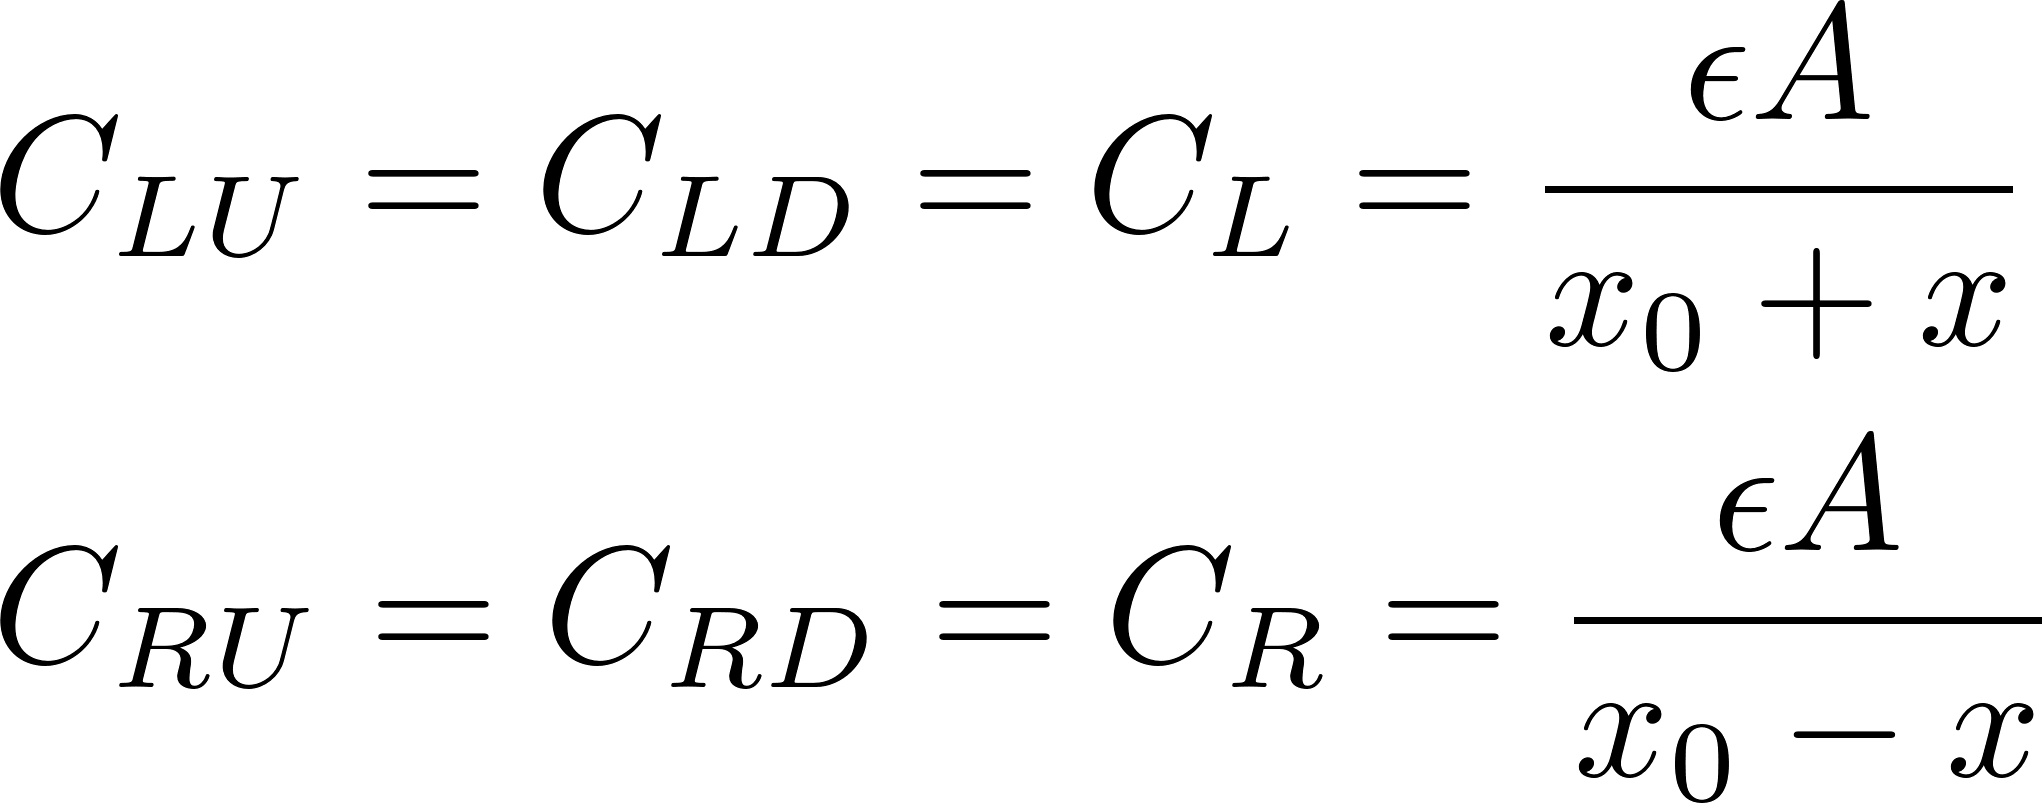 C_{LU} = C_{LD} = C_L = \frac{\epsilon A}{x_0 + x}
C_{RU} = C_{RD} = C_R = \frac{\epsilon A}{x_0 - x}